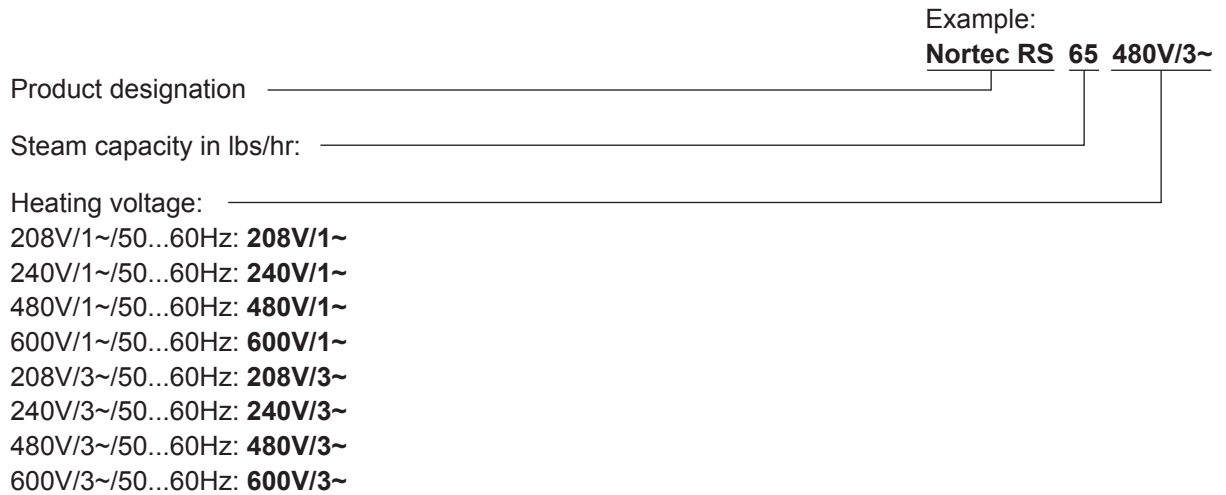 Example:
Nortec RS 65 480V/3~
Product designation
Steam capacity in lbs/hr:
Heating voltage:
208V/1~/50...60Hz: 208V/1~
240V/1~/50...60Hz: 240V/1~
480V/1~/50...60Hz: 480V/1~
600V/1~/50...60Hz: 600V/1~
208V/3~/50...60Hz: 208V/3~
240V/3~/50...60Hz: 240V/3~
480V/3~/50...60Hz: 480V/3~
600V/3~/50...60Hz: 600V/3~